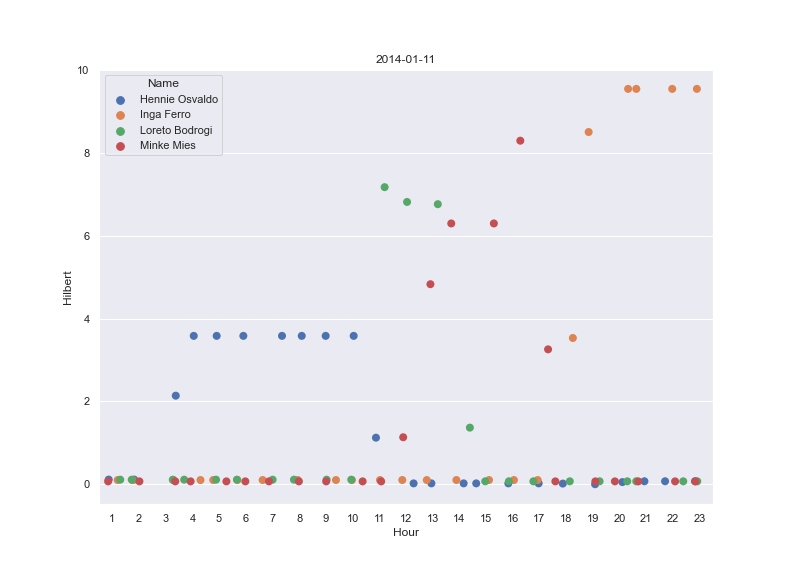 2014-01-11
Name
Hennie Osvaldo
Inga Ferro
Loreto Bodrogi
Minke Mies
10
8
6
4
2
0
Hilbert
1 2 3 4 5 6 7 8 9 10 11 12 13 14 15 16 17 18 19 20 21 22 23
Hour